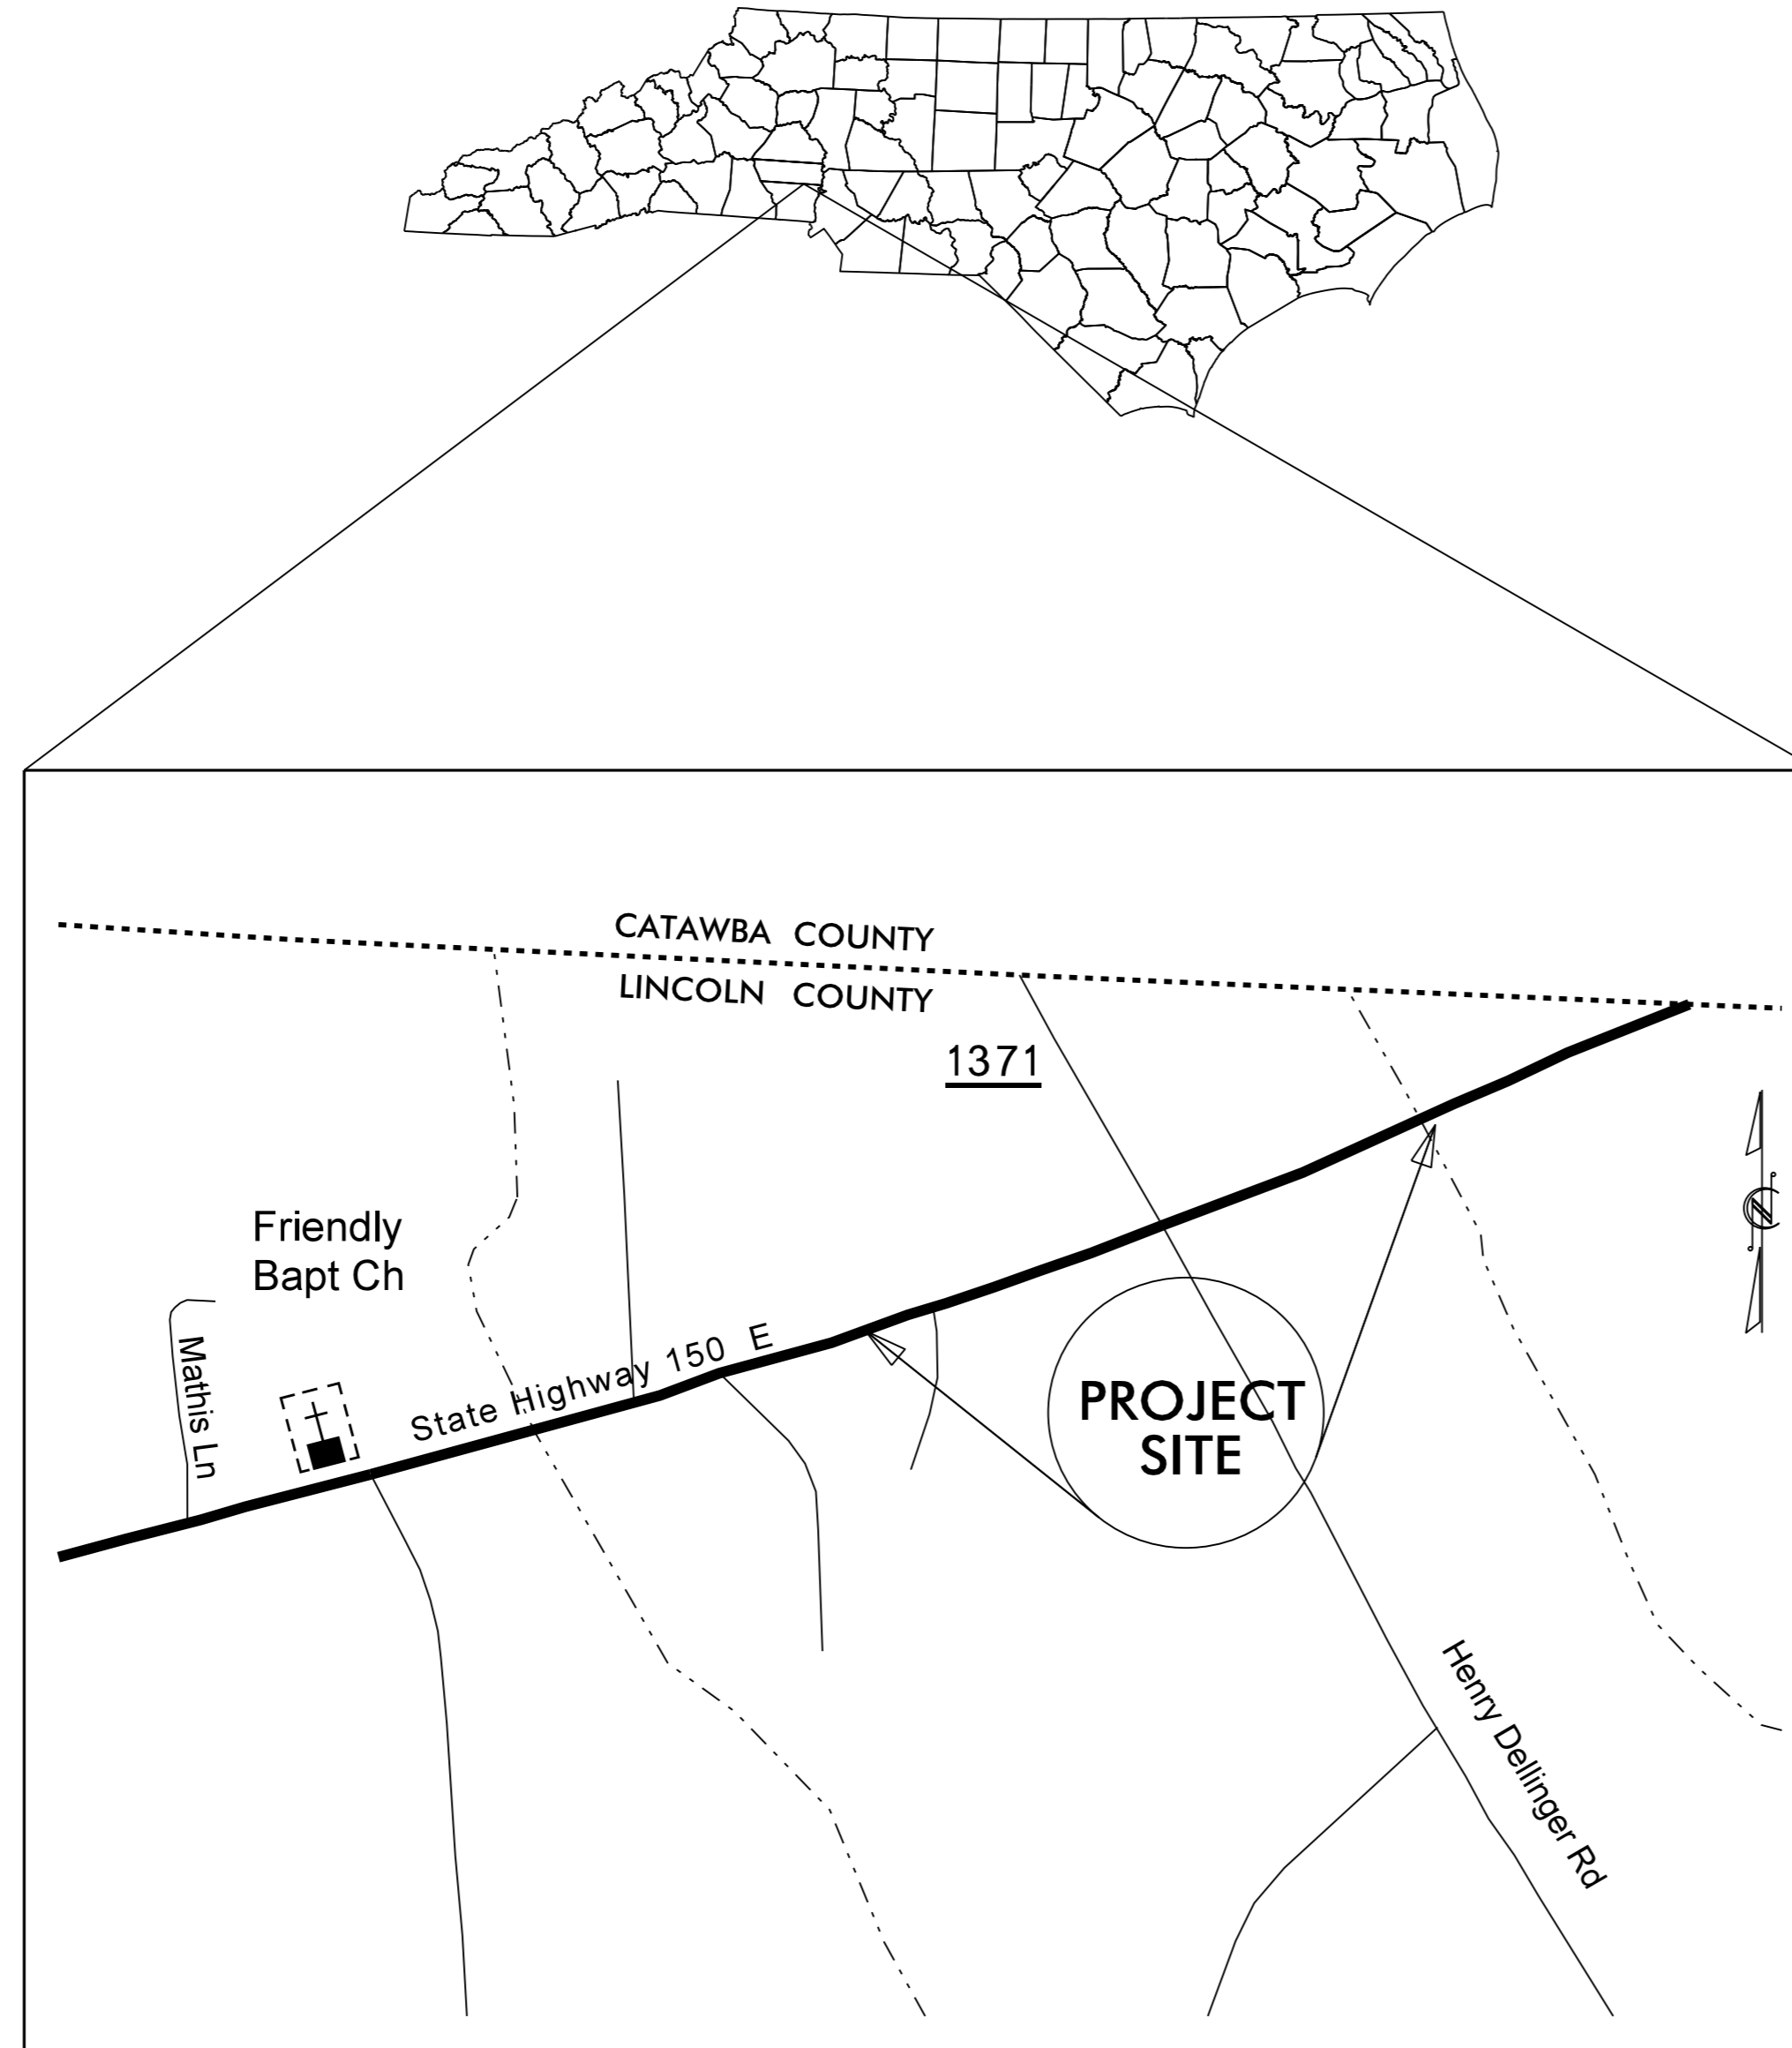 CATAWBA COUNTY
LINCOLN COUNTY
1371
Friendly
Bapt Ch
Mathis Ln
State Highway 150 E
PROJECT
SITE
Henry Dellinger Rd